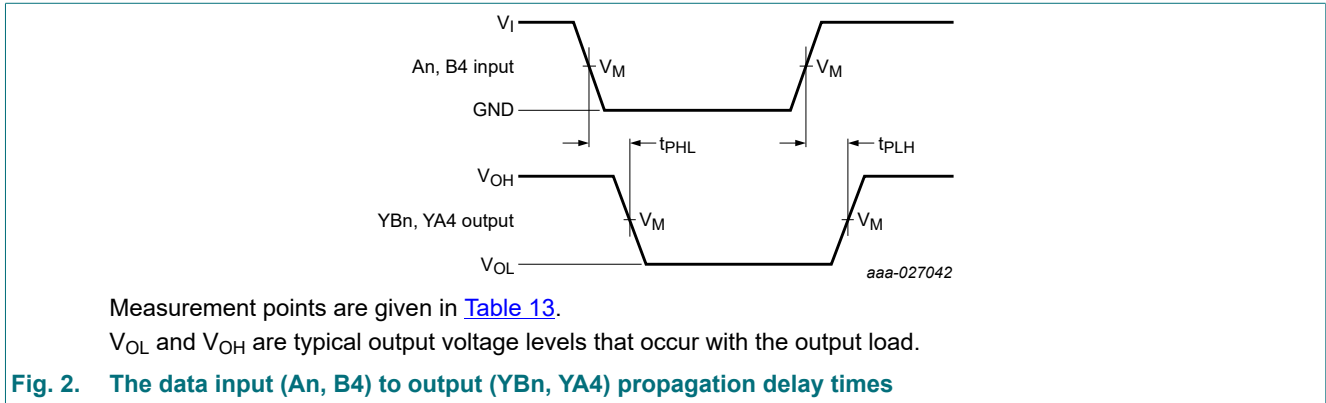 VI
An, B4 input
VM
VM
GND
tPHL
tPLH
VOH
YBn, YA4 output
VM
VM
VOL
aaa-027042
Measurement points are given in Table 13.
VOL and VOH are typical output voltage levels that occur with the output load.
Fig. 2. The data input (An, B4) to output (YBn, YA4) propagation delay times